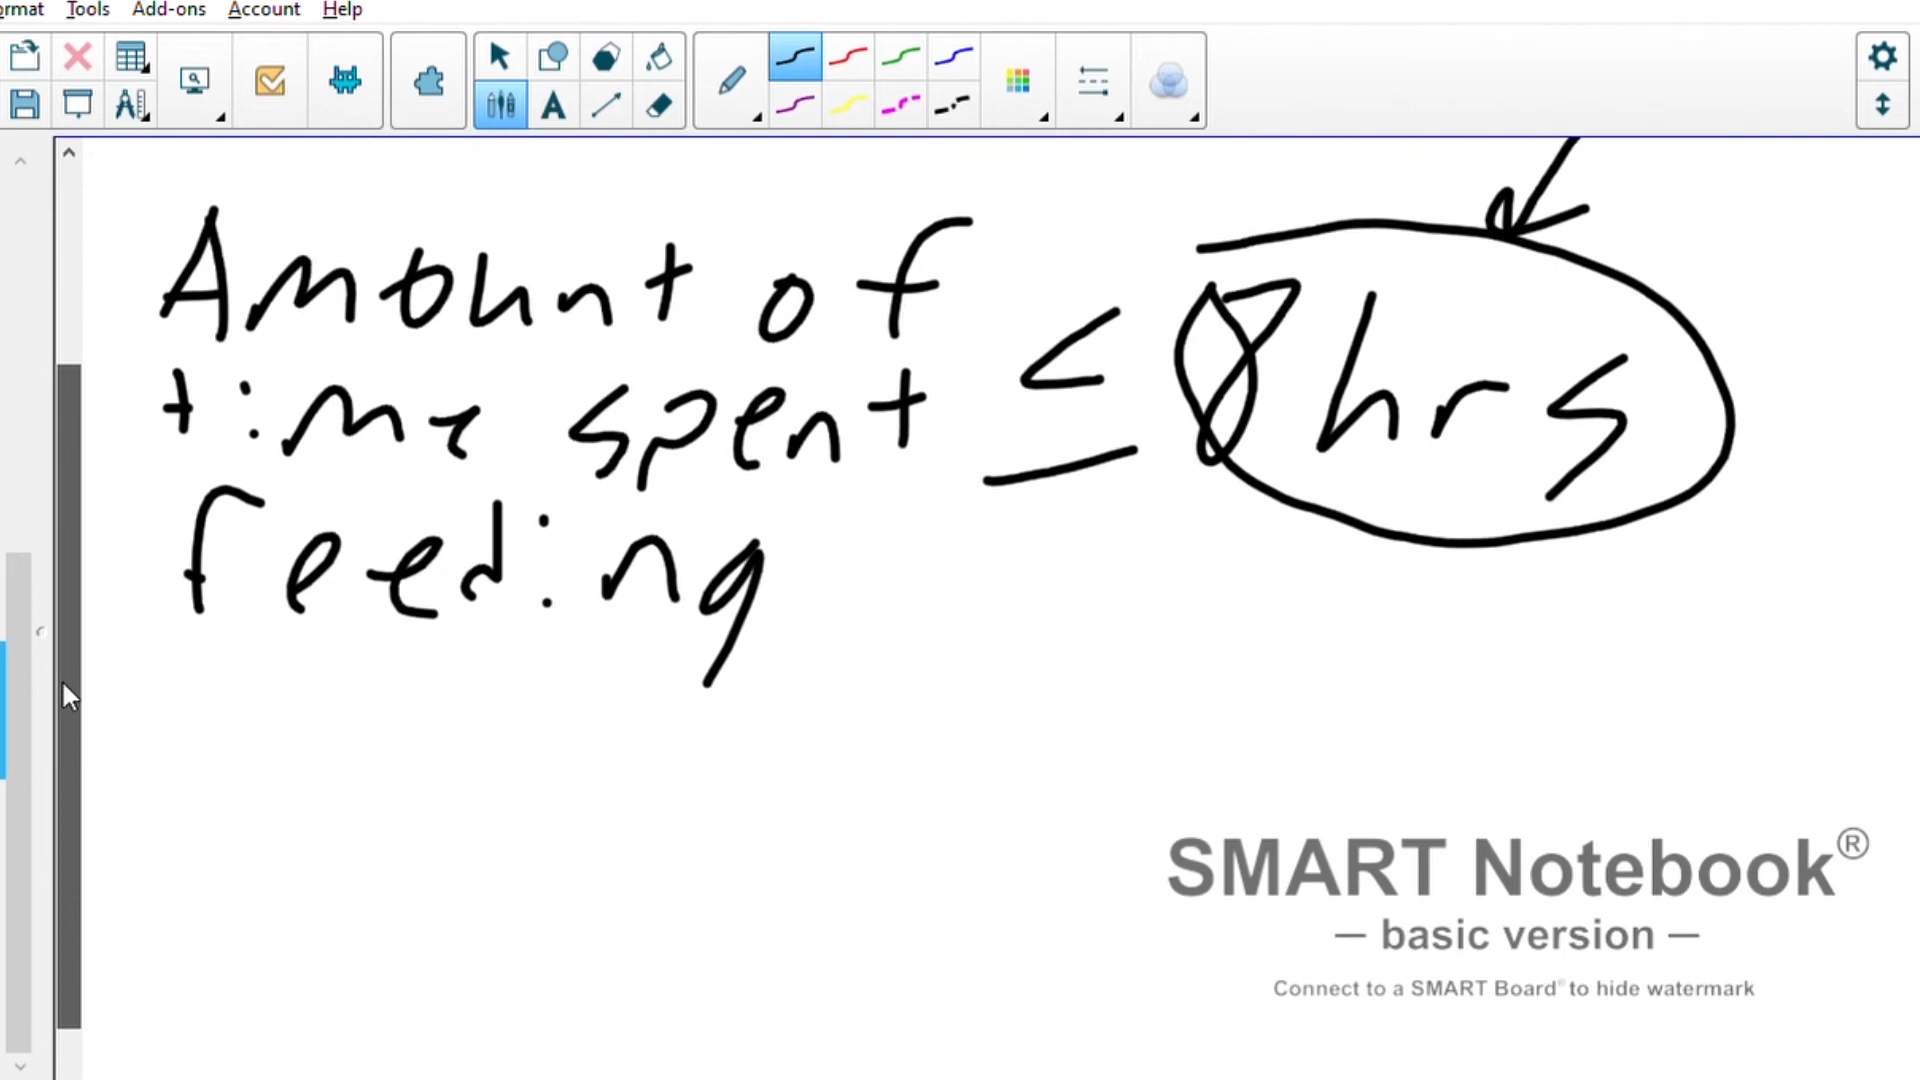 ormat Tools Add-ons Account Help
Amount of
time spent ≤ 8hrs
feeding
SMART Notebook®
— basic version —
Connect to a SMART Board® to hide watermark